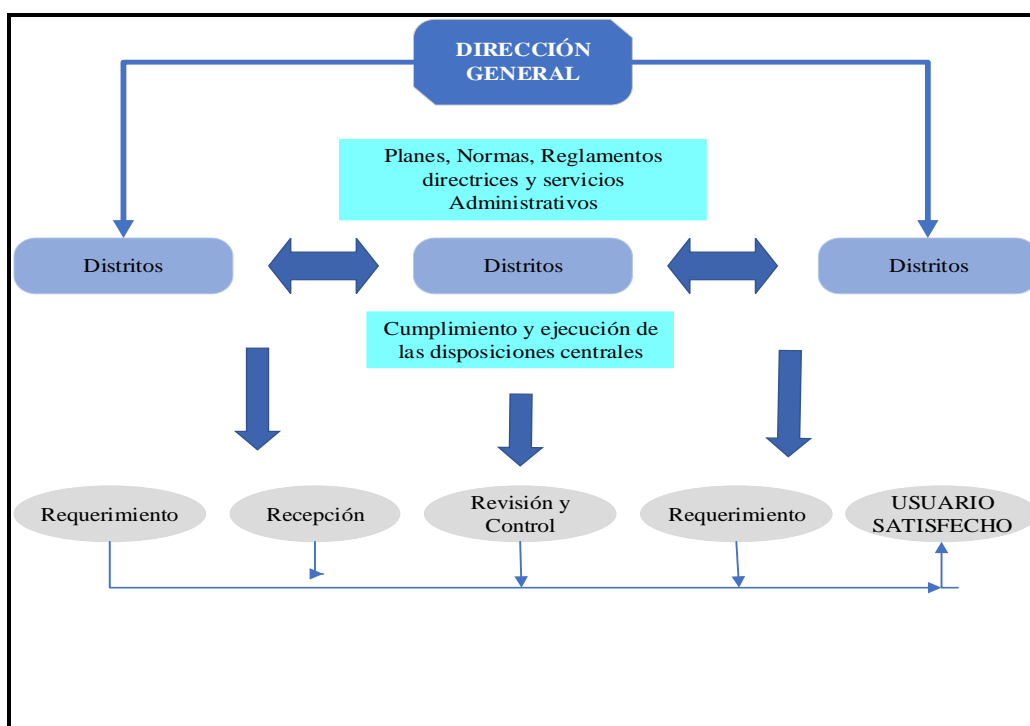 DIRECCIÓN
GENERAL
Planes, Normas, Reglamentos
directrices y servicios
Administrativos
Distritos
Distritos
Distritos
Cumplimiento y ejecución de
las disposiciones centrales
Requerimiento
Recepción
Revisión y
Control
Requerimiento
USUARIO
SATISFECHO